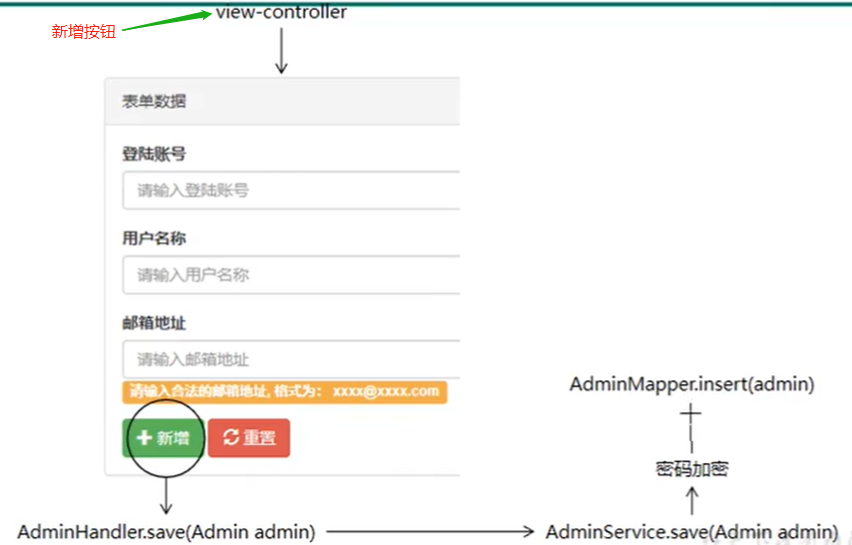 view-controller
新增按钮
表单数据
登陆账号
请输入登陆账号
用户名称
请输入用户名称
邮箱地址
请输入邮箱地址
请输入合法的邮箱地址, 格式为： xxxx@xxxx.com
新增 重置
AdminMapper.insert(admin)
密码加密
AdminHandler.save(Admin admin)
AdminService.save(Admin admin)